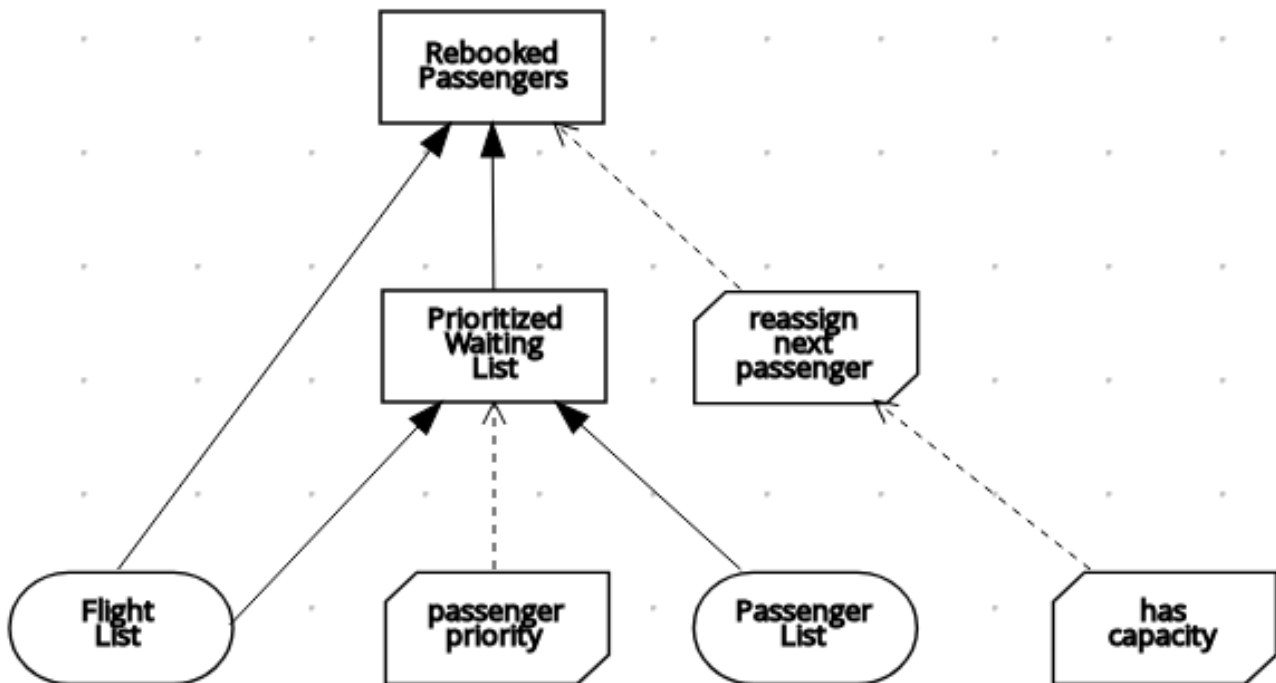 Rebooked
Passengers
Prioritized
Waiting
List
reassign
next
passenger
Flight
List
passenger
priority
Passenger
List
has
capacity